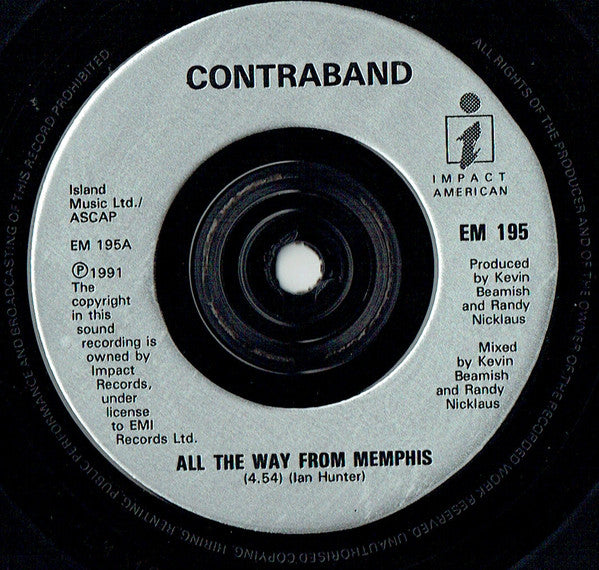 CONTRABAND
i
IMPACT
AMERICAN
Island
Music Ltd./
ASCAP
EM 195A
Ⓟ1991
The
copyright
in this
sound
recording is
owned by
Impact
Records,
under
license
to EMI
Records Ltd.
EM 195
Produced
by Kevin
Beamish
and Randy
Nicklaus
Mixed
by Kevin
Beamish
and Randy
Nicklaus
ALL THE WAY FROM MEMPHIS
(4.54) (Ian Hunter)
ALL RIGHTS OF THE PRODUCER AND OF THE OWNER OF THE RECORDED WORK RESERVED. UNAUTHORISED COPYING, HIRING, RENTING, PUBLIC PERFORMANCE AND BROADCASTING OF THIS RECORD PROHIBITED